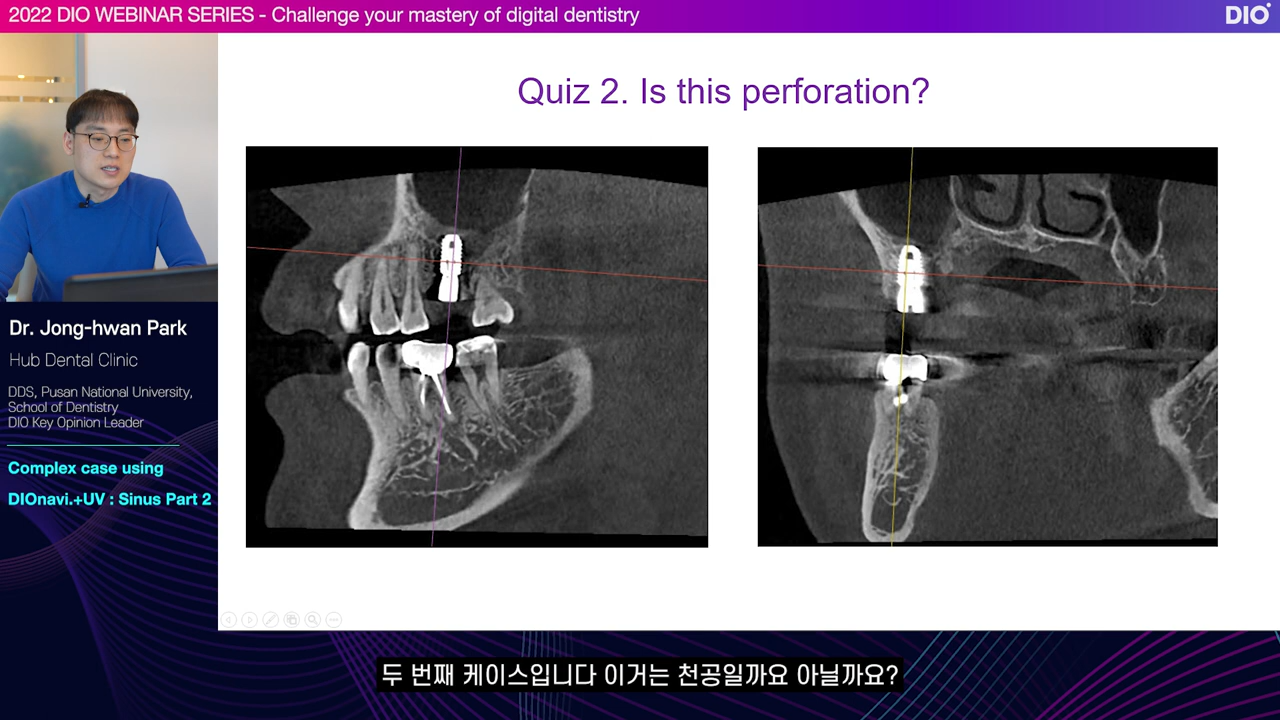 2022 DIO WEBINAR SERIES - Challenge your mastery of digital dentistry
DIO
Quiz 2. Is this perforation?
Dr. Jong-hwan Park
Hub Dental Clinic
DDS, Pusan National University,
School of Dentistry
DIO Key Opinion Leader
Complex case using
DIOnavi.+UV : Sinus Part 2
두 번째 케이스입니다 이거는 천공일까요 아닐까요?